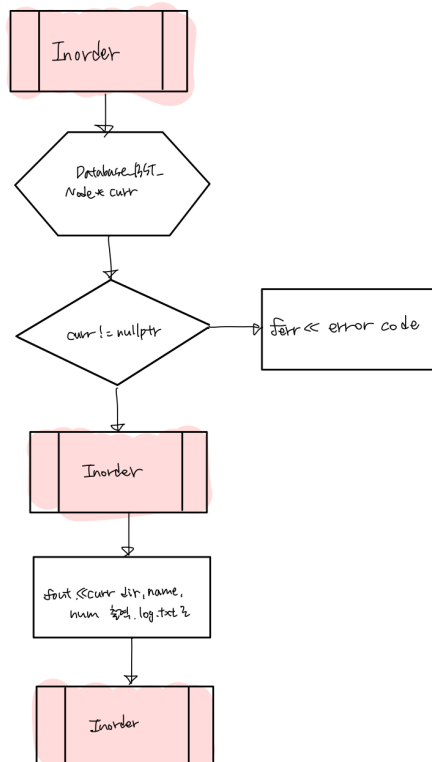 Inorder
Database_BST_
Node* curr
curr != nullptr
ferr << error code
Inorder
fout <<curr dir, name,
num 출력. log.txt로
Inorder